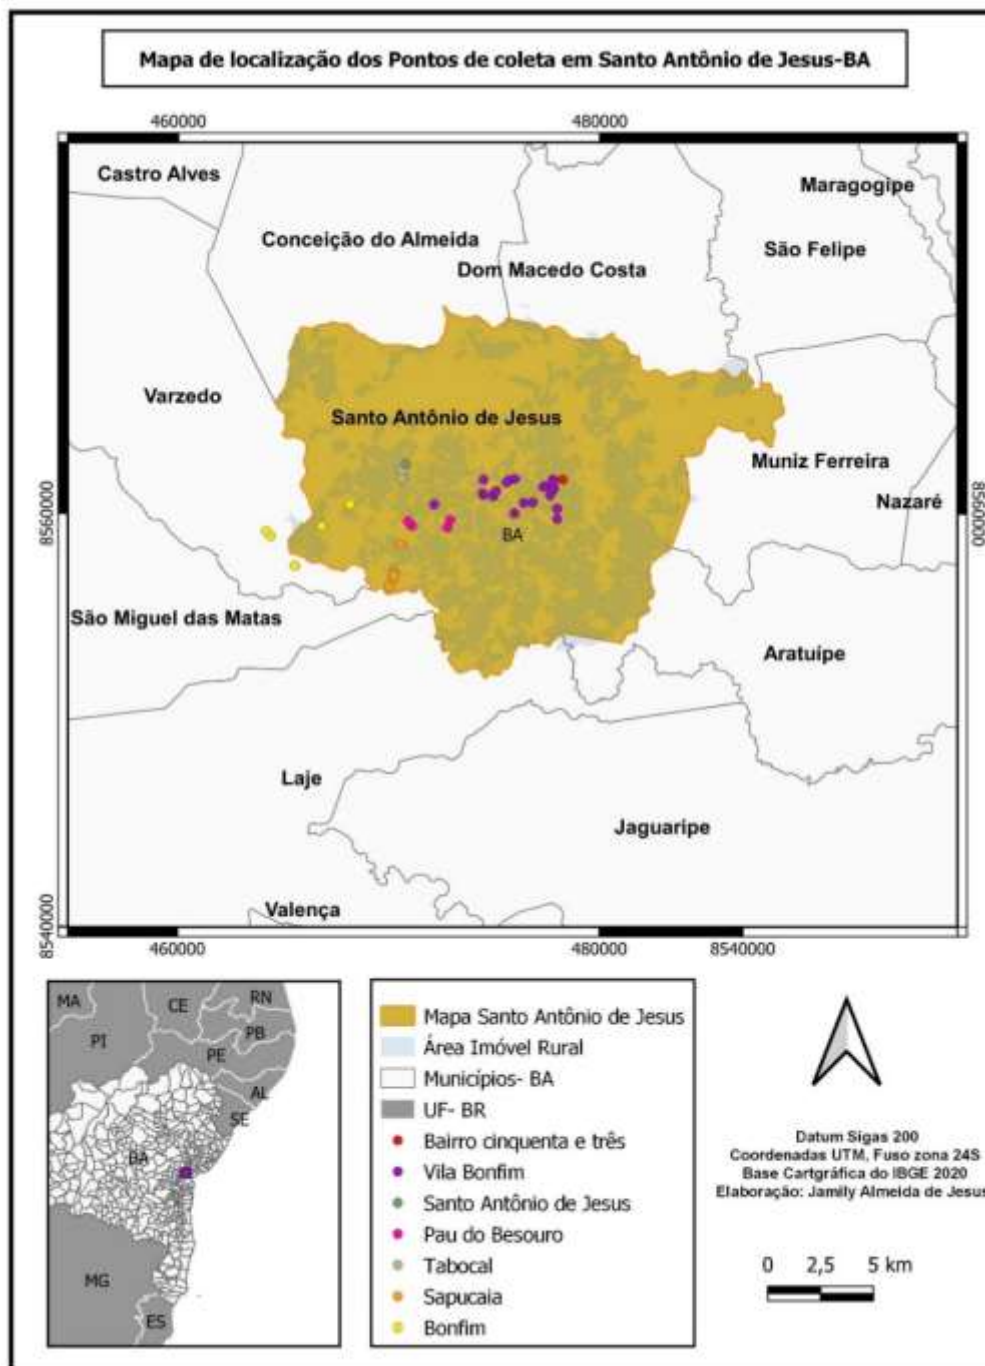 Mapa de localização dos Pontos de coleta em Santo Antônio de Jesus-BA
460000
480000
Castro Alves
Maragogipe
Conceição do Almeida
São Felipe
Dom Macedo Costa
Varzedo
Santo Antônio de Jesus
Muniz Ferreira
Nazaré
8560000
8560000
BA
São Miguel das Matas
Aratuípe
Laje
Jaguaripe
Valença
8540000
460000
480000
8540000
MA
CE
RN
PI
PB
PE
AL
SE
BA
MG
ES
Mapa Santo Antônio de Jesus
Área Imóvel Rural
Municípios- BA
UF- BR
Bairro cinquenta e três
Vila Bonfim
Santo Antônio de Jesus
Pau do Besouro
Tabocal
Sapucaia
Bonfim
Datum Sigas 200
Coordenadas UTM, Fuso zona 24S
Base Cartgráfica do IBGE 2020
Elaboração: Jamily Almeida de Jesus
0 2,5 5 km